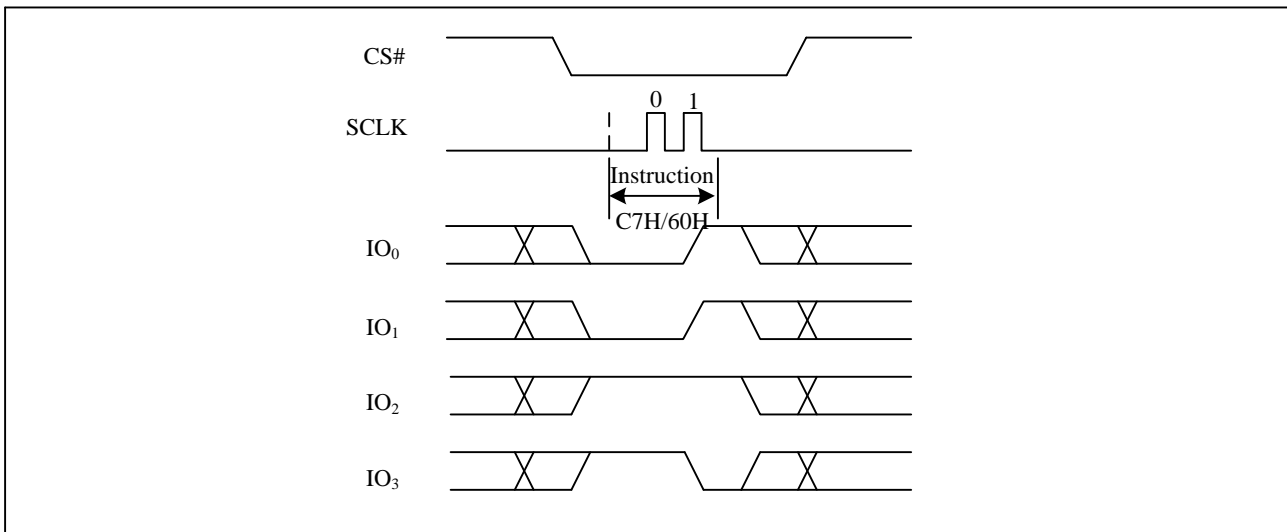 CS#
0 1
SCLK
Instruction
C7H/60H
IO₀
IO₁
IO₂
IO₃